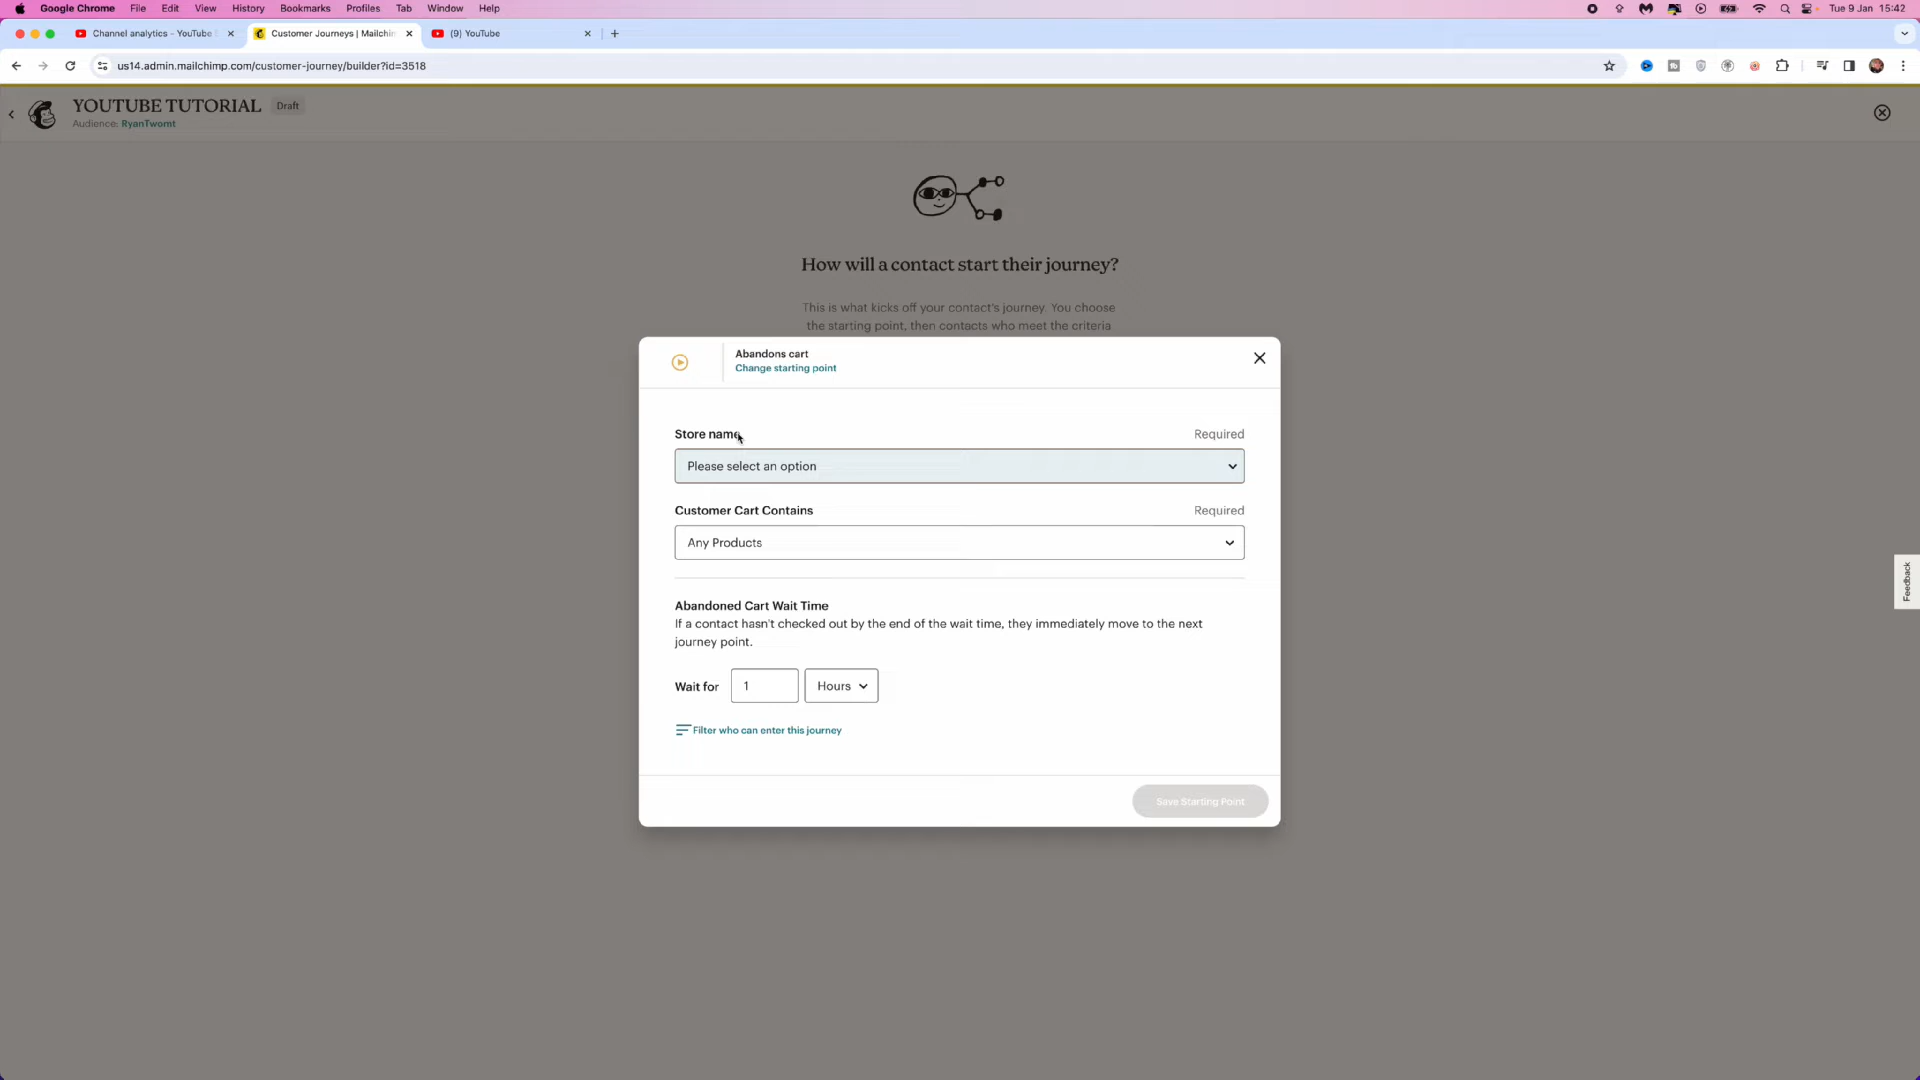 Google Chrome File Edit View History Bookmarks Profiles Tab Window Help Tue 9 Jan 15:42
Channel analytics - YouTube Customer Journeys | Mailchim (9) YouTube
us14.admin.mailchimp.com/customer-journey/builder?id=3518
YOUTUBE TUTORIAL Draft
Audience: RyanTwomt
How will a contact start their journey?
This is what kicks off your contact's journey. You choose
the starting point, then contacts who meet the criteria
Abandons cart
Change starting point
Store name Required
Please select an option
Customer Cart Contains Required
Any Products
Feedback
Abandoned Cart Wait Time
If a contact hasn't checked out by the end of the wait time, they immediately move to the next
journey point.
Wait for 1 Hours
Filter who can enter this journey
Save Starting Point